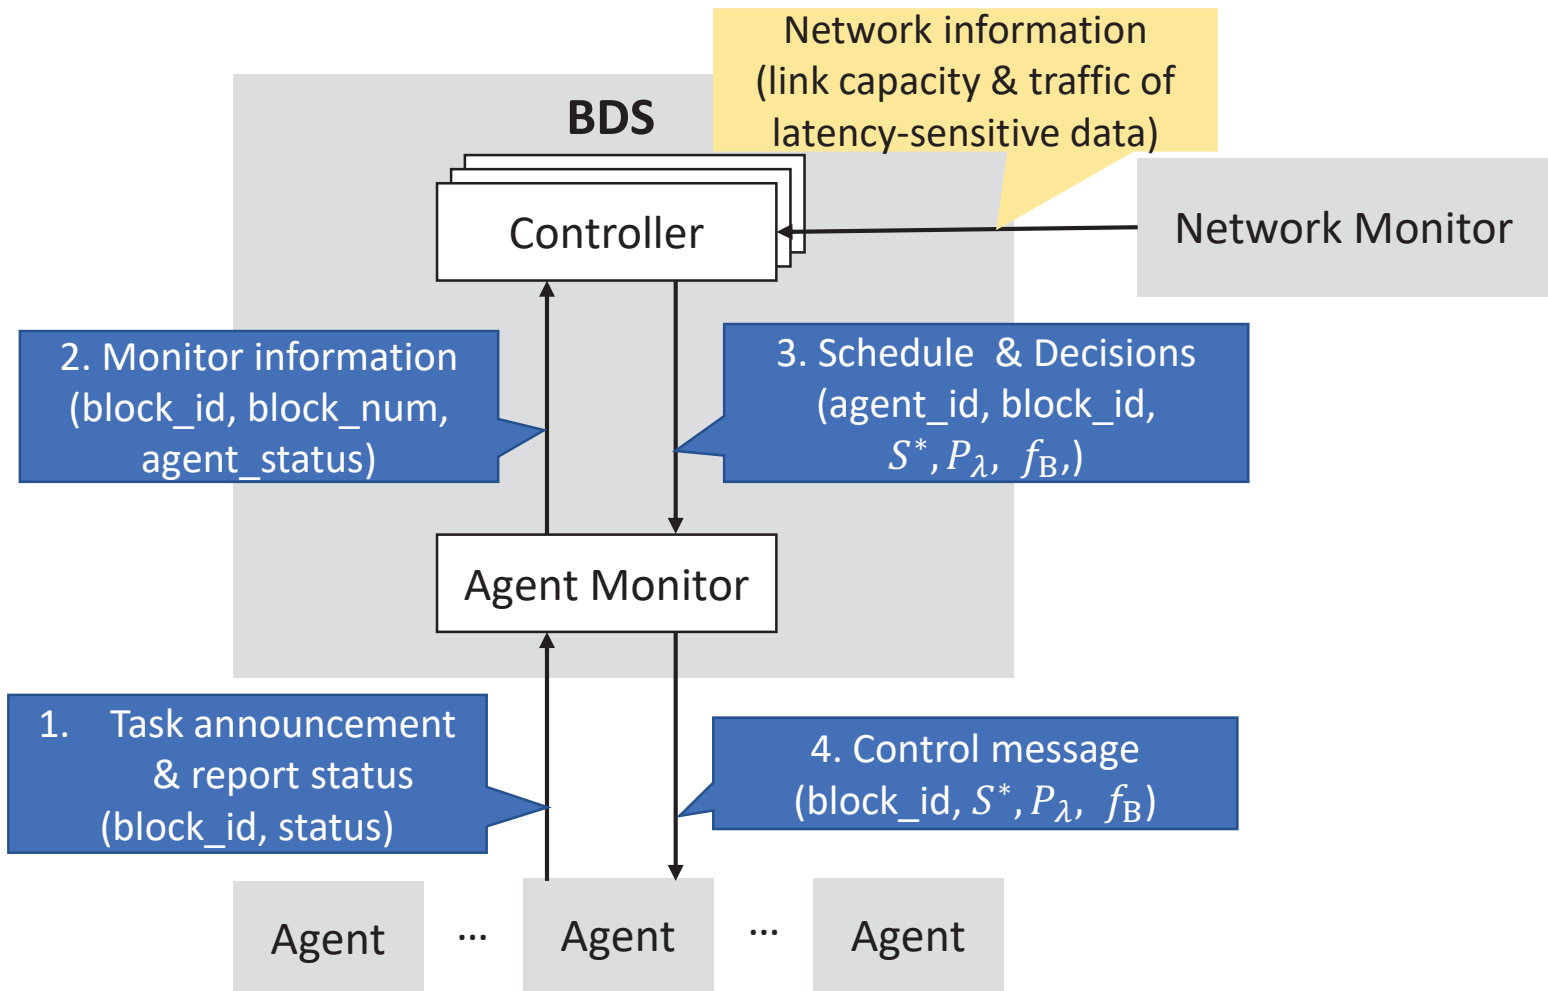 Network information
(link capacity & traffic of
latency-sensitive data)
BDS
Controller
Network Monitor
2. Monitor information
(block_id, block_num,
agent_status)
3. Schedule & Decisions
(agent_id, block_id,
S*, Pλ, fB,)
Agent Monitor
1. Task announcement
& report status
(block_id, status)
4. Control message
(block_id, S*, Pλ, fB)
Agent ... Agent ... Agent